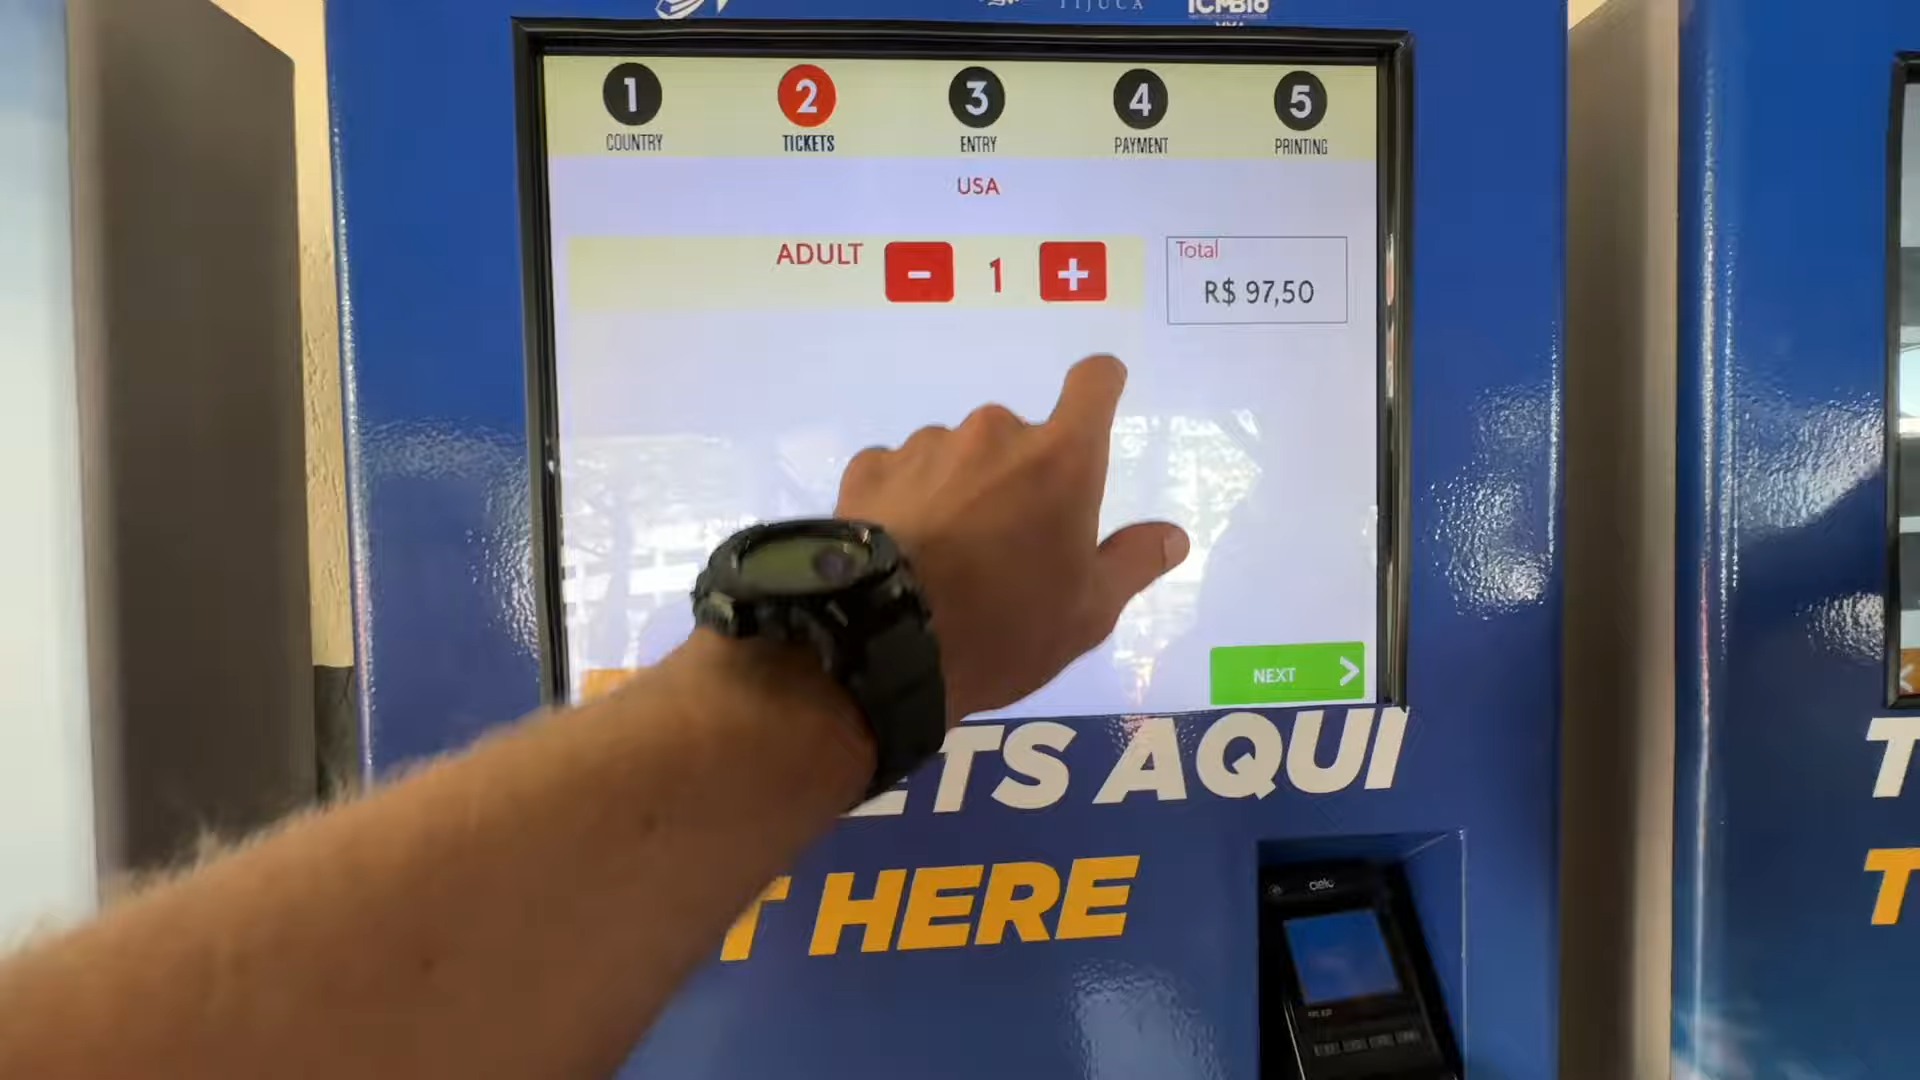 TIJUCA
ICMBio
1
2
3
4
5
COUNTRY
TICKETS
ENTRY
PAYMENT
PRINTING
USA
ADULT
-
1
+
Total
R$ 97,50
NEXT >
ETS AQUI
T HERE
cielo
T
T